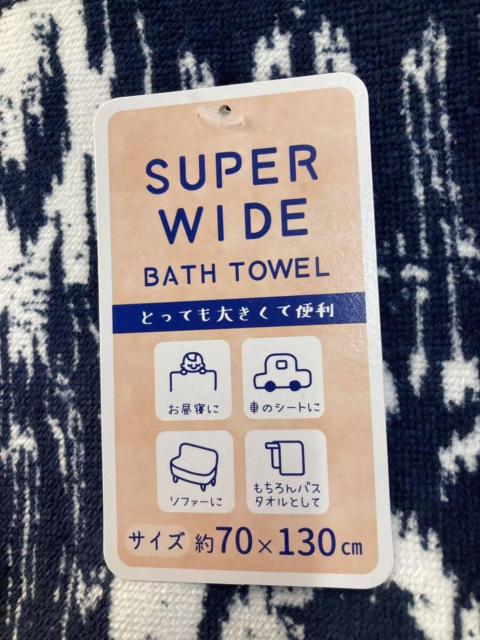 SUPER
WIDE
BATH TOWEL
とっても大きくて便利
お昼寝に
車のシートに
ソファーに
もちろんバス
タオルとして
サイズ 約70×130cm